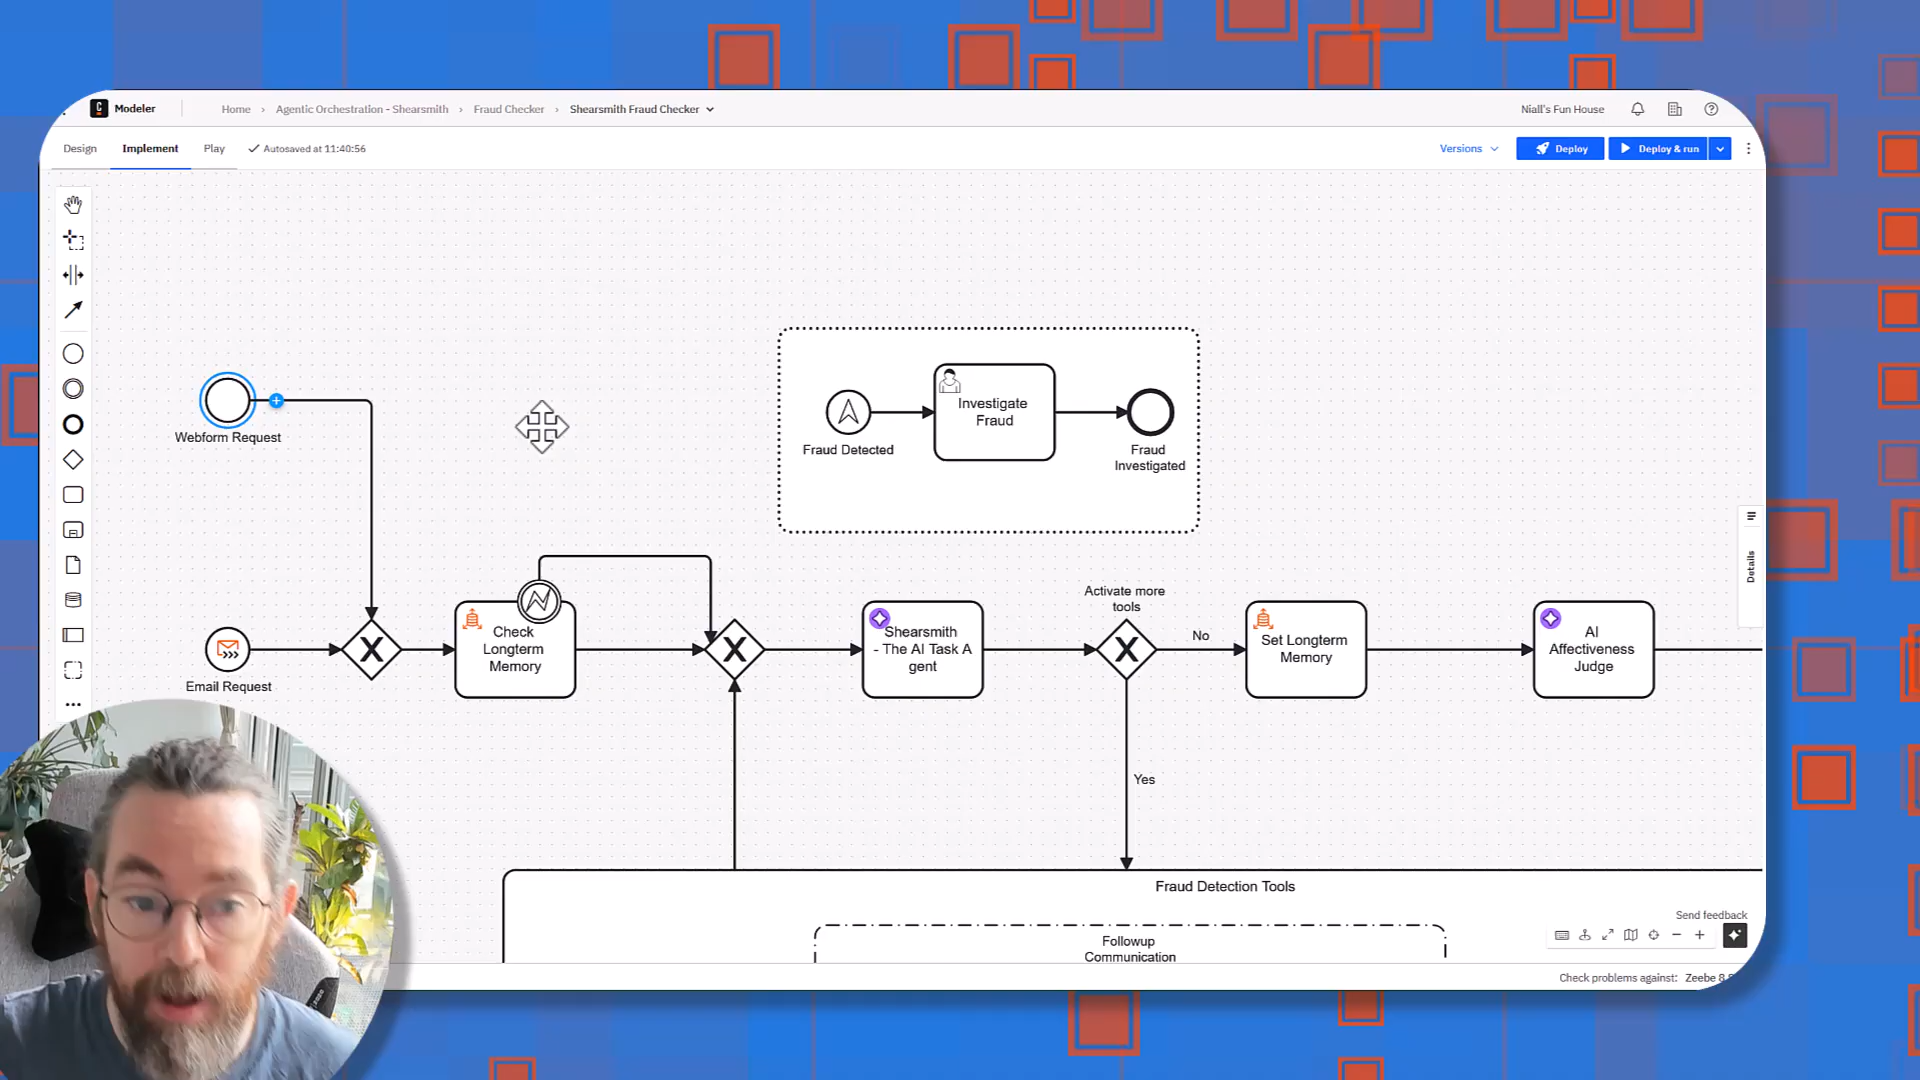 C Modeler
Home > Agentic Orchestration - Shearsmith > Fraud Checker > Shearsmith Fraud Checker
Niall's Fun House
Design
Implement
Play
Autosaved at 11:40:56
Versions
Deploy
Deploy & run
Webform Request
Fraud Detected
Investigate
Fraud
Fraud
Investigated
Details
Email Request
X
Check
Longterm
Memory
X
Shearsmith
- The AI Task A
gent
Activate more
tools
X
No
Yes
Set Longterm
Memory
AI
Affectiveness
Judge
Fraud Detection Tools
Followup
Communication
Send feedback
Check problems against: Zeebe 8.